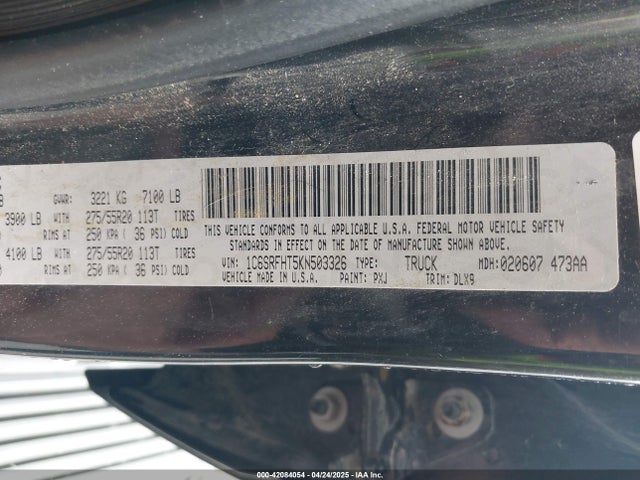 B GVWR: 3221 KG 7100 LB
3900 LB WITH 275/55R20 113T TIRES
RIMS AT 250 KPA ( 36 PSI) COLD
4100 LB WITH 275/55R20 113T TIRES
RIMS AT 250 KPA ( 36 PSI) COLD
THIS VEHICLE CONFORMS TO ALL APPLICABLE U.S.A. FEDERAL MOTOR VEHICLE SAFETY
STANDARDS IN EFFECT ON THE DATE OF MANUFACTURE SHOWN ABOVE.
VIN: 1C6SRFHT5KN503326 TYPE: TRUCK MDH: 020607 473AA
VEHICLE MADE IN U.S.A. PAINT: PXJ TRIM: DLX9
000-42084054 - 04/24/2025 - IAA Inc.